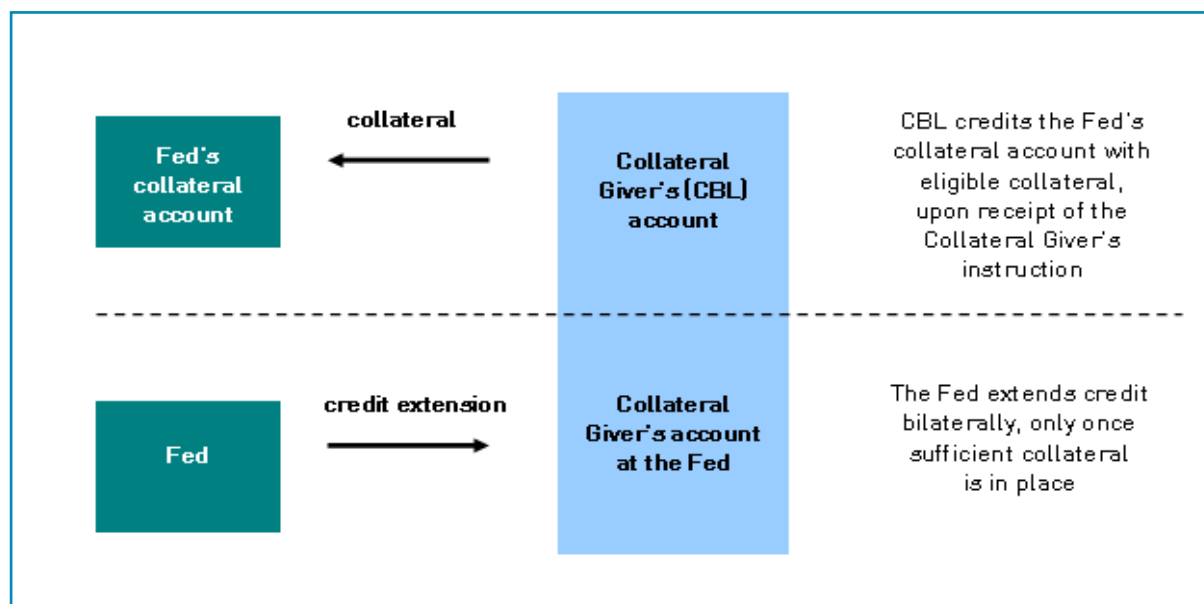 collateral
Fed's
collateral
account
Collateral
Giver's (CBL)
account
CBL credits the Fed's
collateral account with
eligible collateral,
upon receipt of the
Collateral Giver's
instruction
credit extension
Fed
Collateral
Giver's account
at the Fed
The Fed extends credit
bilaterally, only once
sufficient collateral
is in place